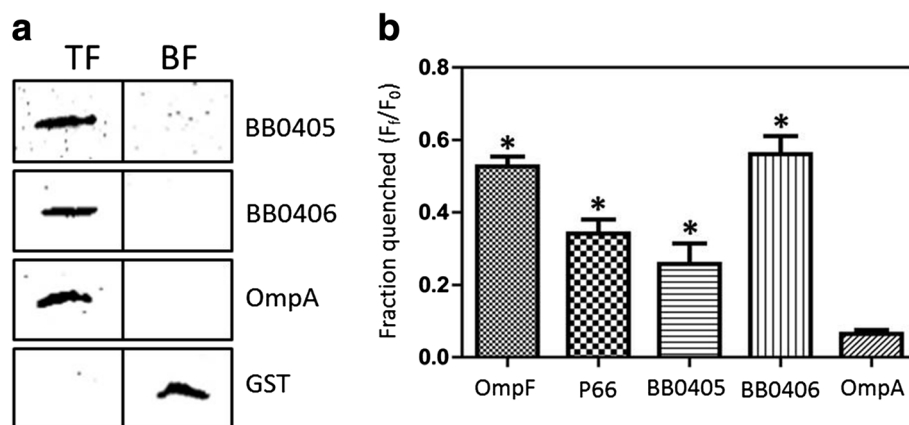 a
TF BF
BB0405
BB0406
OmpA
GST
b
Fraction quenched (Ff/F0)
0.8
0.6
0.4
0.2
0.0
* * * *
OmpF P66 BB0405 BB0406 OmpA